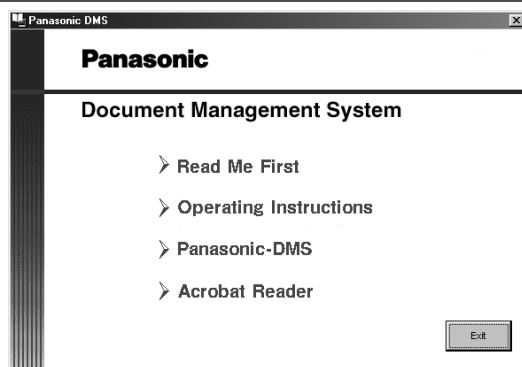 Panasonic DMS
Panasonic
Document Management System
Read Me First
Operating Instructions
Panasonic-DMS
Acrobat Reader
Exit